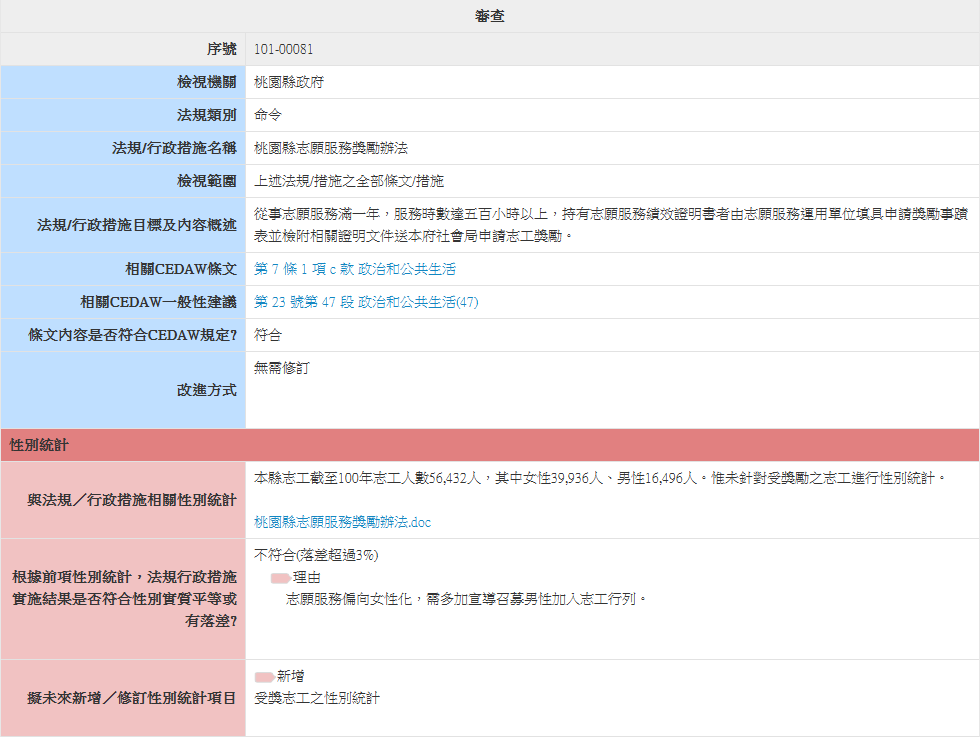 審查
序號 101-00081
檢視機關 桃園縣政府
法規類別 命令
法規/行政措施名稱 桃園縣志願服務獎勵辦法
檢視範圍 上述法規/措施之全部條文/措施
法規/行政措施目標及內容概述
從事志願服務滿一年，服務時數達五百小時以上，持有志願服務績效證明書者由志願服務運用單位填具申請獎勵事蹟
表並檢附相關證明文件送本府社會局申請志工獎勵。
相關CEDAW條文 第 7 條 1 項 c 款 政治和公共生活
相關CEDAW一般性建議 第 23 號第 47 段 政治和公共生活(47)
條文內容是否符合CEDAW規定? 符合
改進方式 無需修訂
性別統計
與法規／行政措施相關性別統計
本縣志工截至100年志工人數56,432人，其中女性39,936人、男性16,496人。惟未針對受獎勵之志工進行性別統計。
桃園縣志願服務獎勵辦法.doc
根據前項性別統計，法規行政措施
實施結果是否符合性別實質平等或
有落差?
不符合(落差超過3%)
理由
志願服務偏向女性化，需多加宣導召募男性加入志工行列。
擬未來新增／修訂性別統計項目
新增
受獎志工之性別統計